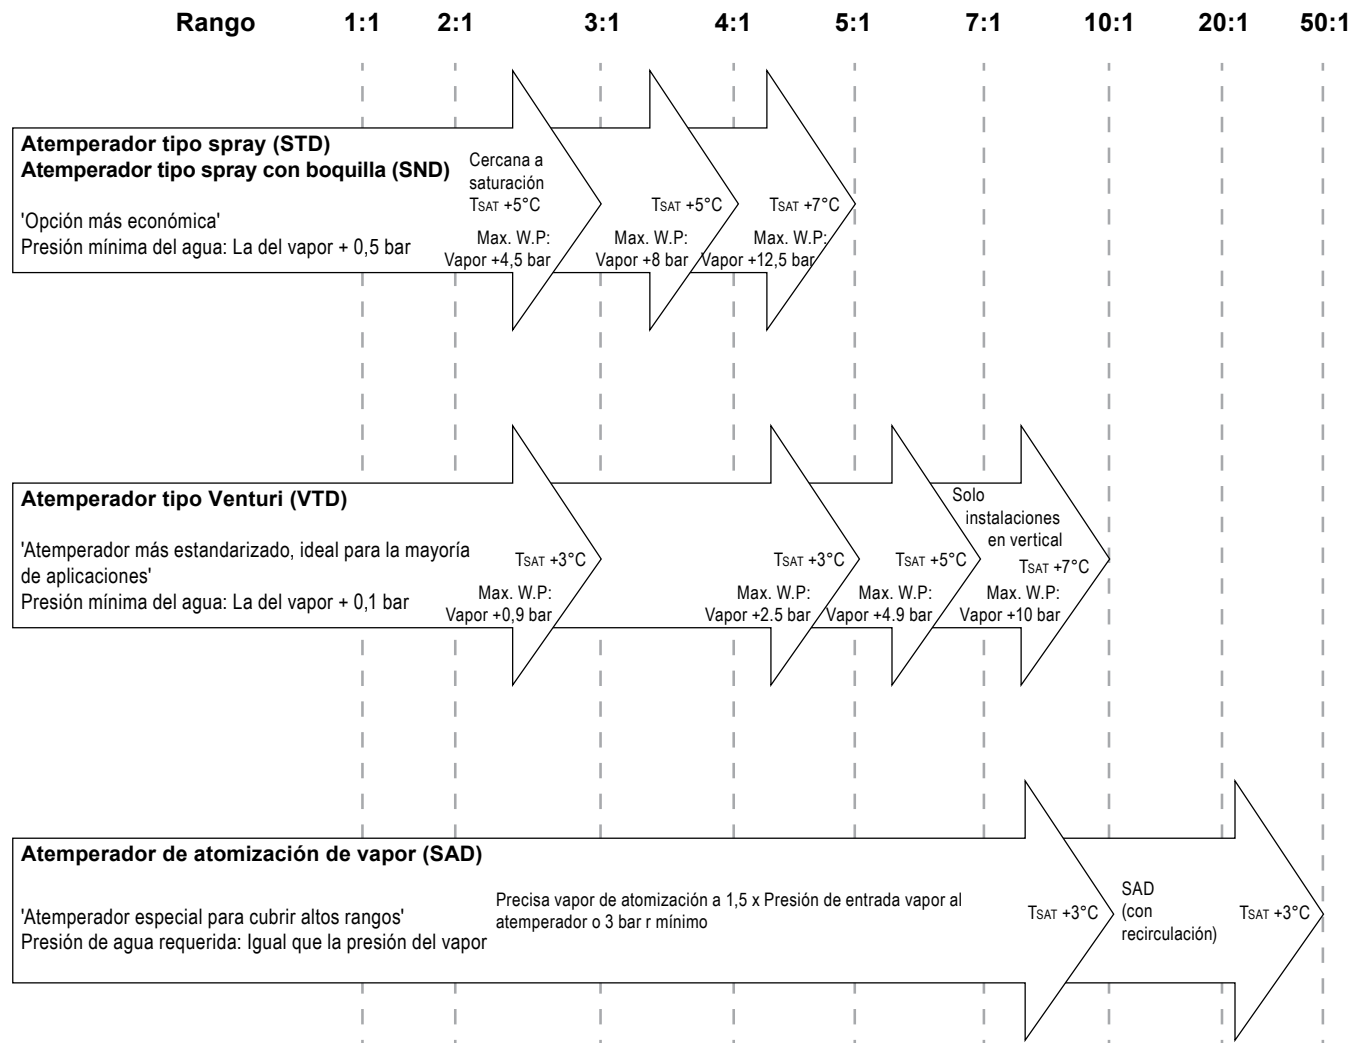 Rango 1:1 2:1 3:1 4:1 5:1 7:1 10:1 20:1 50:1
Atemperador tipo spray (STD)
Atemperador tipo spray con boquilla (SND)
'Opción más económica'
Presión mínima del agua: La del vapor + 0,5 bar
Cercana a
saturación
TSAT +5°C
Max. W.P:
Vapor +4,5 bar
TSAT +5°C
Max. W.P:
Vapor +8 bar
TSAT +7°C
Max. W.P:
Vapor +12,5 bar
Atemperador tipo Venturi (VTD)
'Atemperador más estandarizado, ideal para la mayoría
de aplicaciones'
Presión mínima del agua: La del vapor + 0,1 bar
TSAT +3°C
Max. W.P:
Vapor +0,9 bar
TSAT +3°C
Max. W.P:
Vapor +2.5 bar
TSAT +5°C
Max. W.P:
Vapor +4.9 bar
Solo
instalaciones
en vertical
TSAT +7°C
Max. W.P:
Vapor +10 bar
Atemperador de atomización de vapor (SAD)
'Atemperador especial para cubrir altos rangos'
Presión de agua requerida: Igual que la presión del vapor
Precisa vapor de atomización a 1,5 x Presión de entrada vapor al
atemperador o 3 bar r mínimo
TSAT +3°C
SAD
(con
recirculación)
TSAT +3°C